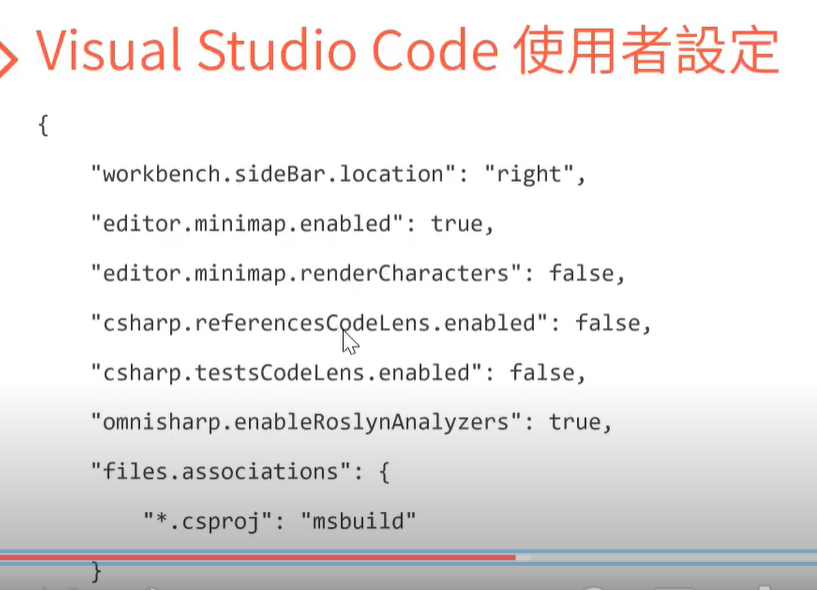 Visual Studio Code 使用者設定
{
"workbench.sideBar.location": "right",
"editor.minimap.enabled": true,
"editor.minimap.renderCharacters": false,
"csharp.referencesCodeLens.enabled": false,
"csharp.testsCodeLens.enabled": false,
"omnisharp.enableRoslynAnalyzers": true,
"files.associations": {
"*.csproj": "msbuild"
}